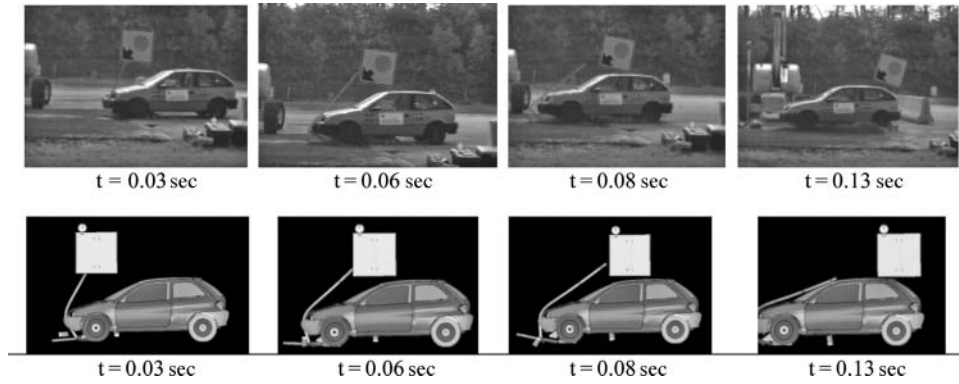 t = 0.03 sec
t = 0.06 sec
t = 0.08 sec
t = 0.13 sec
t = 0.03 sec
t = 0.06 sec
t = 0.08 sec
t = 0.13 sec